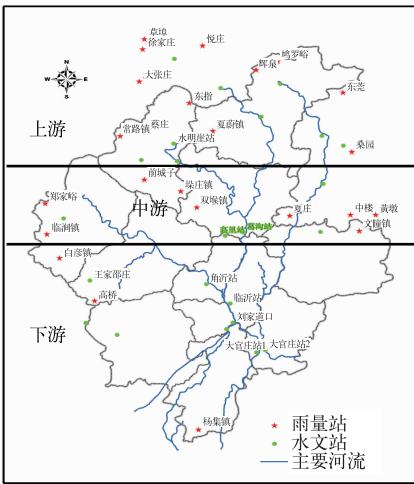 草埠
徐家庄
悦庄
鸠罗峪
辉泉
大张庄
东莞
东指
夏蔚镇
上游
蔡庄
常路镇
水明崖站
桑园
前城子
垛庄镇
郑家峪
双堠镇
中游
夏庄
中楼
黄墩
临涧镇
葛沟站
文疃镇
白彦镇
王家邵庄
角沂站
高桥
临沂站
刘家道口
下游
大官庄站1
大官庄站2
杨集镇
N
W
E
S
雨量站
水文站
主要河流